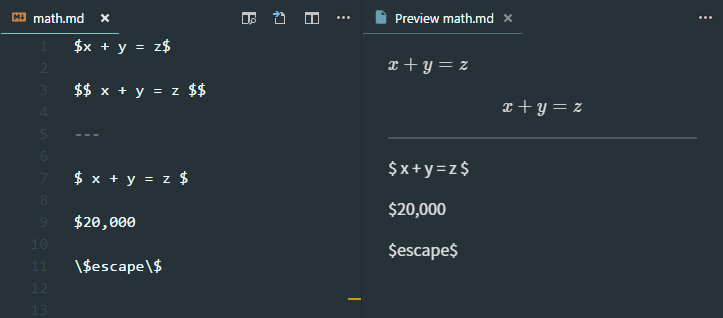 math.md
Preview math.md
1 $x + y = z$
2
3 $$ x + y = z $$
4
5 ---
6
7 $ x + y = z $
8
9 $20,000
10
11 \$escape\$
12
13
x + y = z
x + y = z
$ x + y = z $
$20,000
$escape$